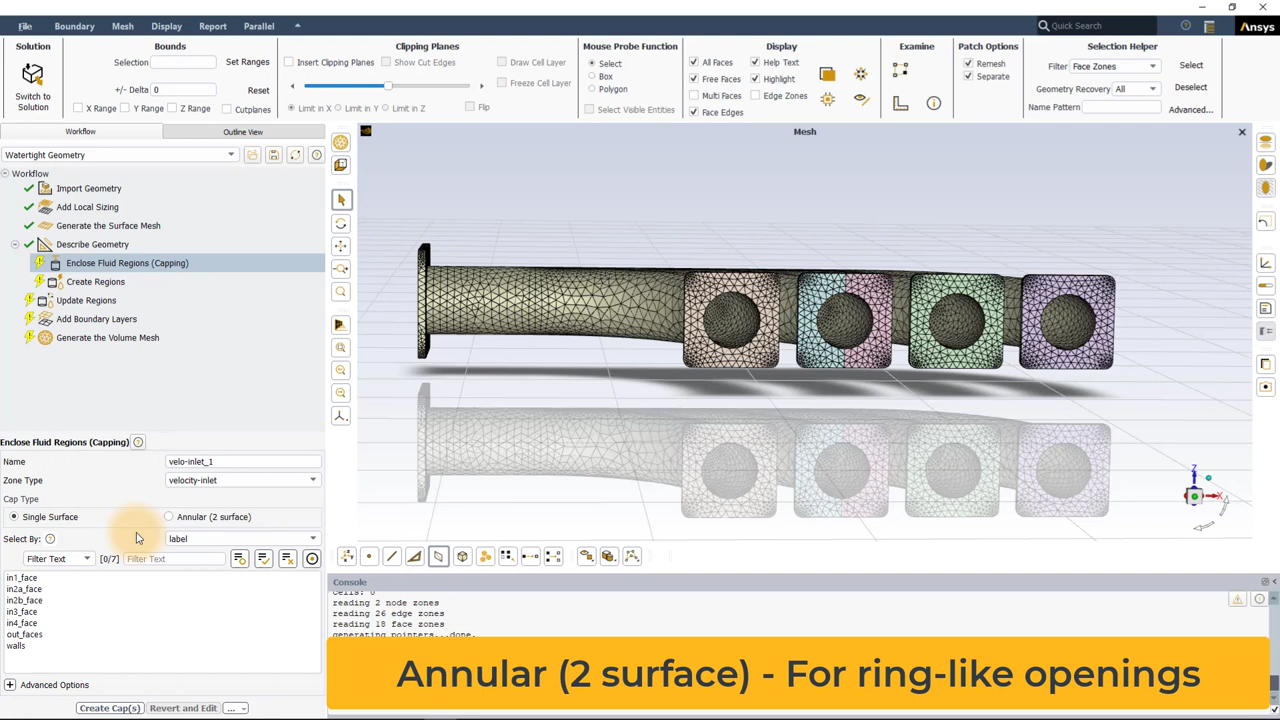 File Boundary Mesh Display Report Parallel Quick Search Ansys
Solution Bounds Clipping Planes Mouse Probe Function Display Examine Patch Options Selection Helper
Selection Set Ranges Insert Clipping Planes Show Cut Edges Draw Cell Layer Select All Faces Help Text Remesh Filter Face Zones Select
Box Free Faces Highlight Separate
+/- Delta 0 Reset Freeze Cell Layer Polygon Multi Faces Edge Zones Geometry Recovery All Deselect
Switch to Solution
X Range Y Range Z Range Cutplanes Limit in X Limit in Y Limit in Z Flip Select Visible Entities Face Edges Name Pattern Advanced...
Workflow Outline View Mesh
Watertight Geometry
Workflow
Import Geometry
Add Local Sizing
Generate the Surface Mesh
Describe Geometry
Enclose Fluid Regions (Capping)
Create Regions
Update Regions
Add Boundary Layers
Generate the Volume Mesh
Z
X
Enclose Fluid Regions (Capping)
Name velo-inlet_1
Zone Type velocity-inlet
Cap Type
Single Surface Annular (2 surface)
Select By: label
Filter Text [0/7] Filter Text
in1_face
in2a_face
in2b_face
in3_face
in4_face
out_faces
walls
Advanced Options
Create Cap(s) Revert and Edit ...
Console
cells: 0
reading 2 node zones
reading 26 edge zones
reading 18 face zones
generating pointers...done.
Annular (2 surface) - For ring-like openings